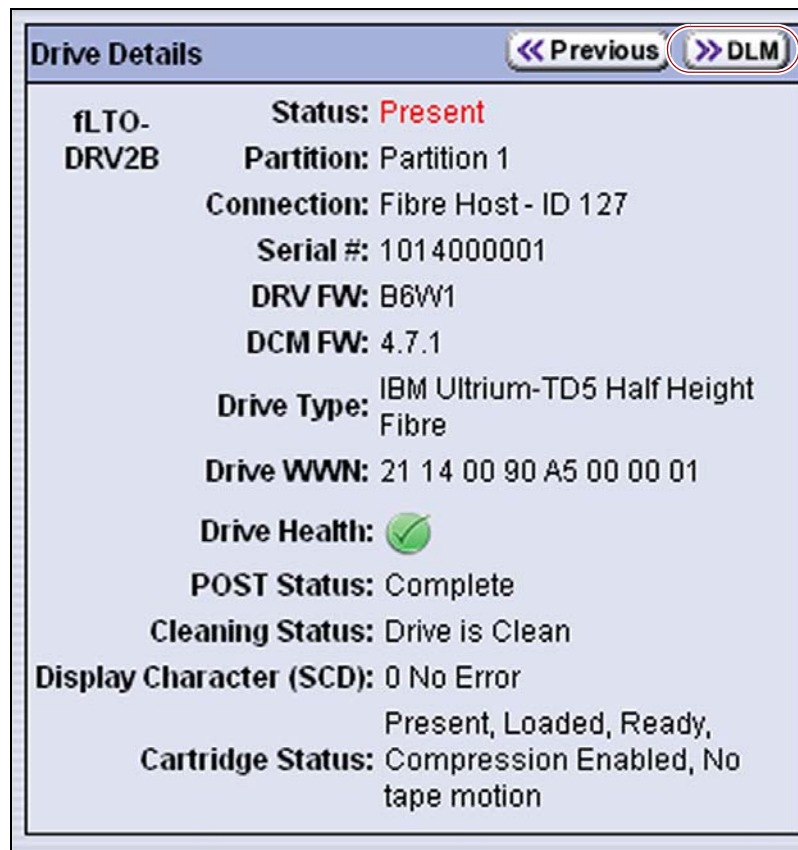 Drive Details
« Previous
» DLM
fLTO-
DRV2B
Status: Present
Partition: Partition 1
Connection: Fibre Host - ID 127
Serial #: 1014000001
DRV FW: B6W1
DCM FW: 4.7.1
Drive Type: IBM Ultrium-TD5 Half Height
Fibre
Drive WWN: 21 14 00 90 A5 00 00 01
Drive Health:
POST Status: Complete
Cleaning Status: Drive is Clean
Display Character (SCD): 0 No Error
Cartridge Status: Present, Loaded, Ready,
Compression Enabled, No
tape motion